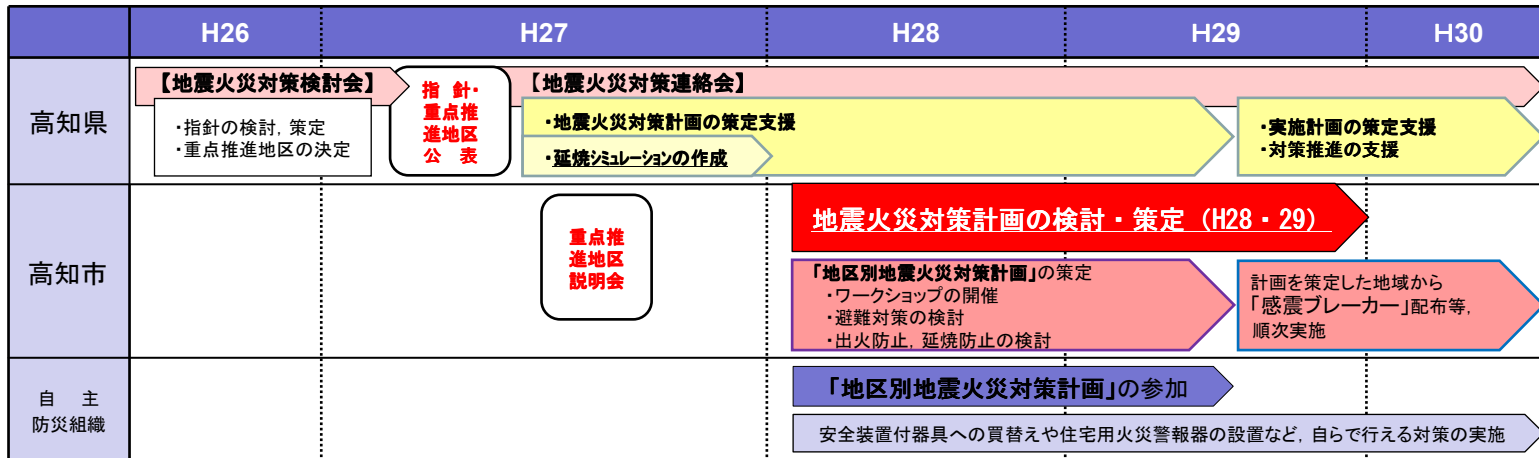 H26
H27
H28
H29
H30
高知県
【地震火災対策検討会】
・指針の検討，策定
・重点推進地区の決定
指 針・
重点推
進地区
公 表
【地震火災対策連絡会】
・地震火災対策計画の策定支援
・延焼シミュレーションの作成
・実施計画の策定支援
・対策推進の支援
高知市
重点推
進地区
説明会
地震火災対策計画の検討・策定（H28・29）
「地区別地震火災対策計画」の策定
・ワークショップの開催
・避難対策の検討
・出火防止，延焼防止の検討
計画を策定した地域から
「感震ブレーカー」配布等，
順次実施
自 主
防災組織
「地区別地震火災対策計画」の参加
安全装置付器具への買替えや住宅用火災警報器の設置など，自らで行える対策の実施